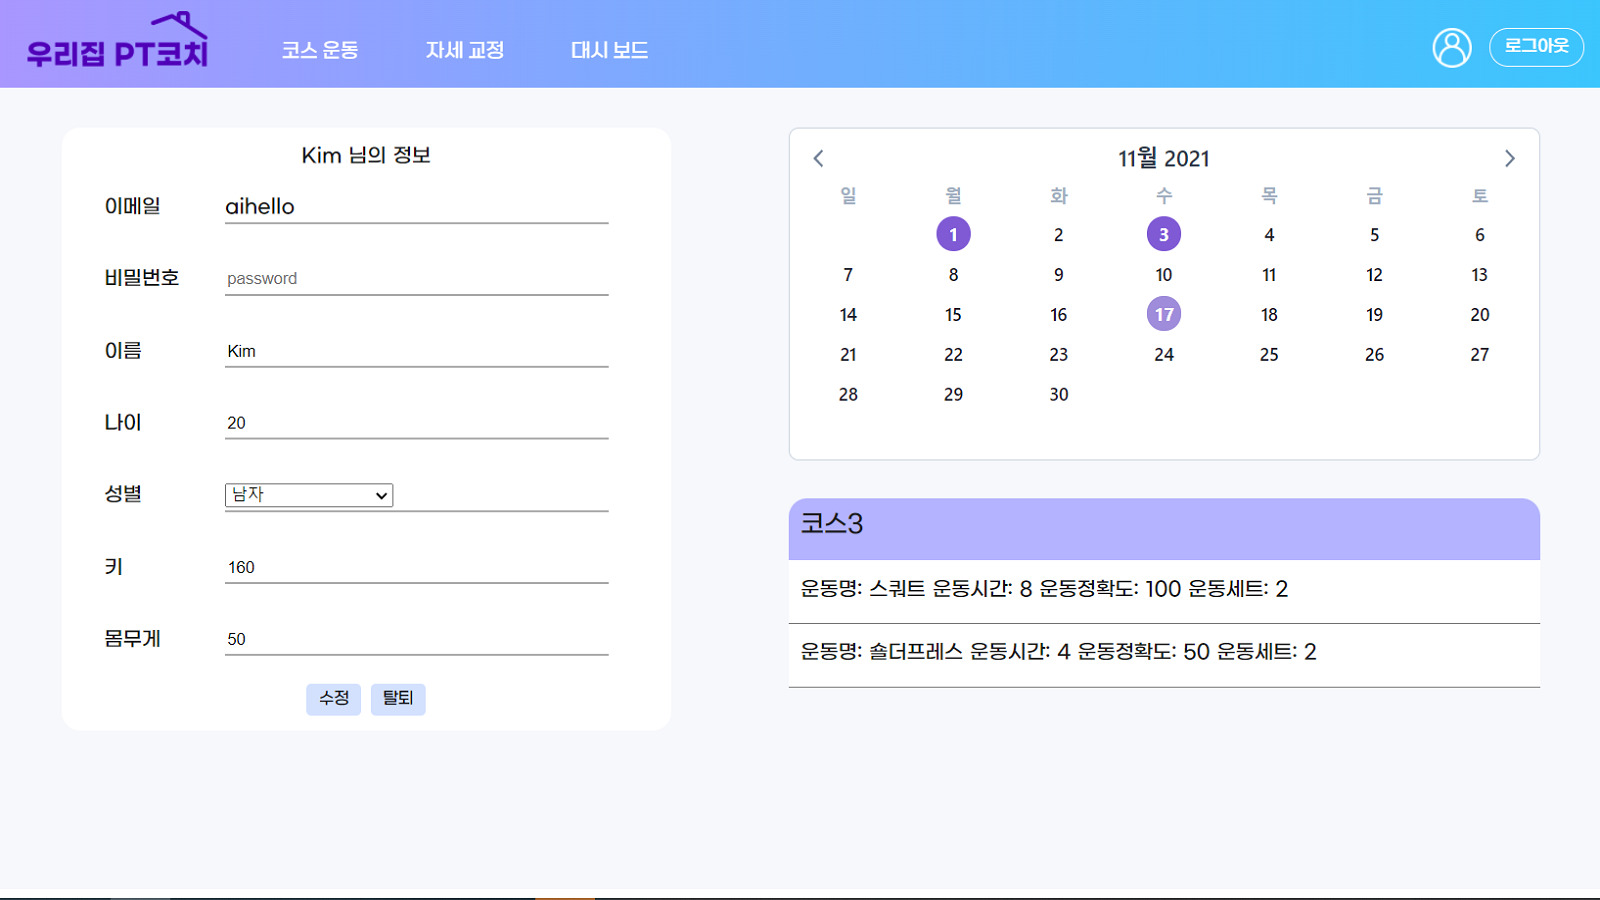 우리집 PT코치
코스 운동
자세 교정
대시 보드
로그아웃
Kim 님의 정보
이메일 aihello
비밀번호 password
이름 Kim
나이 20
성별 남자
키 160
몸무게 50
수정 탈퇴
11월 2021
일 월 화 수 목 금 토
1 2 3 4 5 6
7 8 9 10 11 12 13
14 15 16 17 18 19 20
21 22 23 24 25 26 27
28 29 30
코스3
운동명: 스쿼트 운동시간: 8 운동정확도: 100 운동세트: 2
운동명: 숄더프레스 운동시간: 4 운동정확도: 50 운동세트: 2